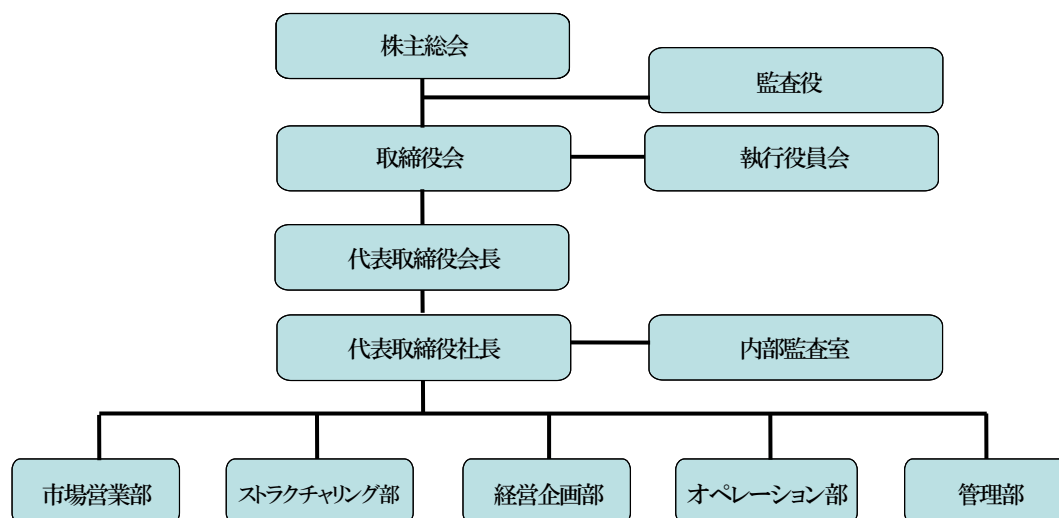 株主総会
監査役
取締役会
執行役員会
代表取締役会長
代表取締役社長
内部監査室
市場営業部
ストラクチャリング部
経営企画部
オペレーション部
管理部